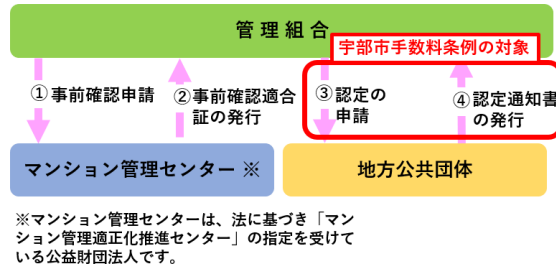 管理組合
宇部市手数料条例の対象
①事前確認申請
②事前確認適合
証の発行
③認定の
申請
④認定通知書
の発行
マンション管理センター ※
地方公共団体
※マンション管理センターは、法に基づき「マン
ション管理適正化推進センター」の指定を受けて
いる公益財団法人です。